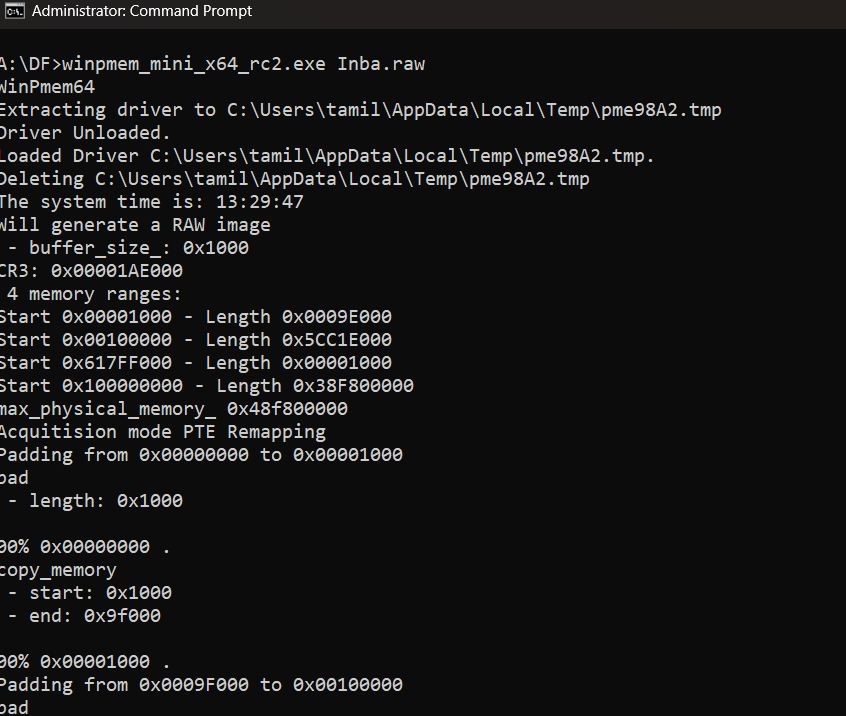 Administrator: Command Prompt
A:\DF>winpmem_mini_x64_rc2.exe Inba.raw
WinPmem64
Extracting driver to C:\Users\tamil\AppData\Local\Temp\pme98A2.tmp
Driver Unloaded.
Loaded Driver C:\Users\tamil\AppData\Local\Temp\pme98A2.tmp.
Deleting C:\Users\tamil\AppData\Local\Temp\pme98A2.tmp
The system time is: 13:29:47
Will generate a RAW image
- buffer_size_: 0x1000
CR3: 0x00001AE000
4 memory ranges:
Start 0x00001000 - Length 0x0009E000
Start 0x00100000 - Length 0x5CC1E000
Start 0x617FF000 - Length 0x00001000
Start 0x100000000 - Length 0x38F800000
max_physical_memory_ 0x48f800000
Acquitision mode PTE Remapping
Padding from 0x00000000 to 0x00001000
pad
- length: 0x1000
00% 0x00000000 .
copy_memory
- start: 0x1000
- end: 0x9f000
00% 0x00001000 .
Padding from 0x0009F000 to 0x00100000
pad